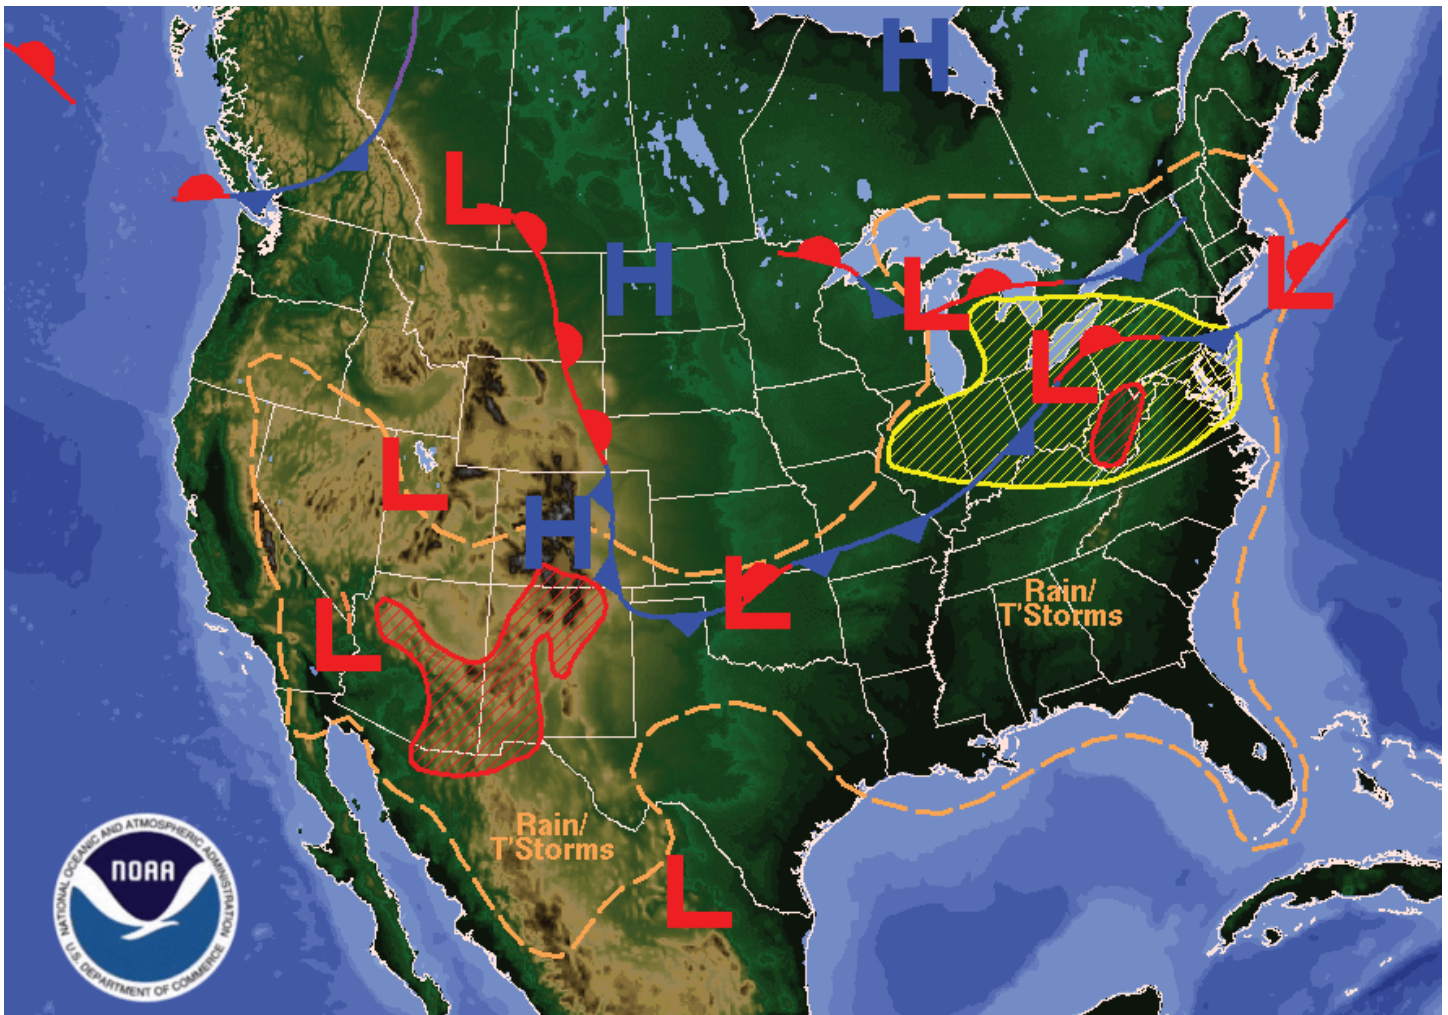 H
L
H
L
L
L
L
H
L
L
Rain/
T'Storms
L
Rain/
T'Storms
L
NATIONAL OCEANIC AND ATMOSPHERIC ADMINISTRATION
NOAA
U.S. DEPARTMENT OF COMMERCE